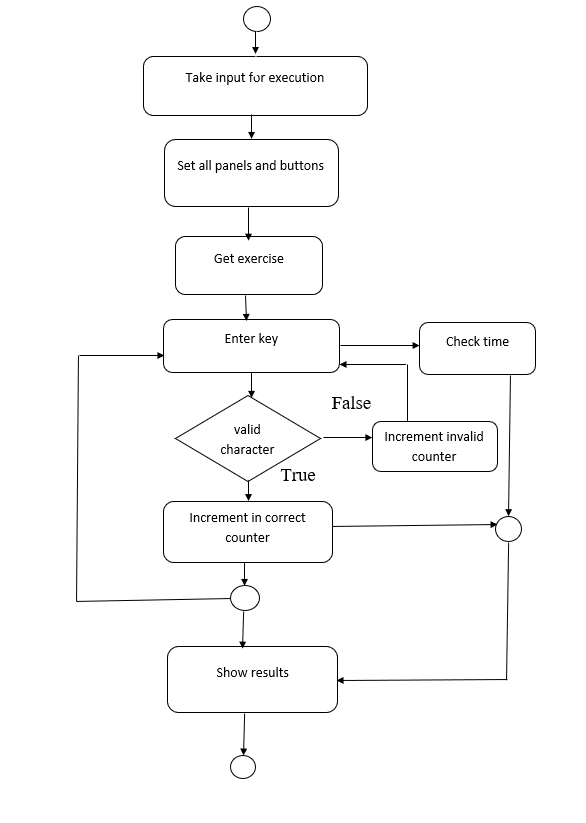 Take input for execution
Set all panels and buttons
Get exercise
Enter key
Check time
False
valid
character
Increment invalid
counter
True
Increment in correct
counter
Show results